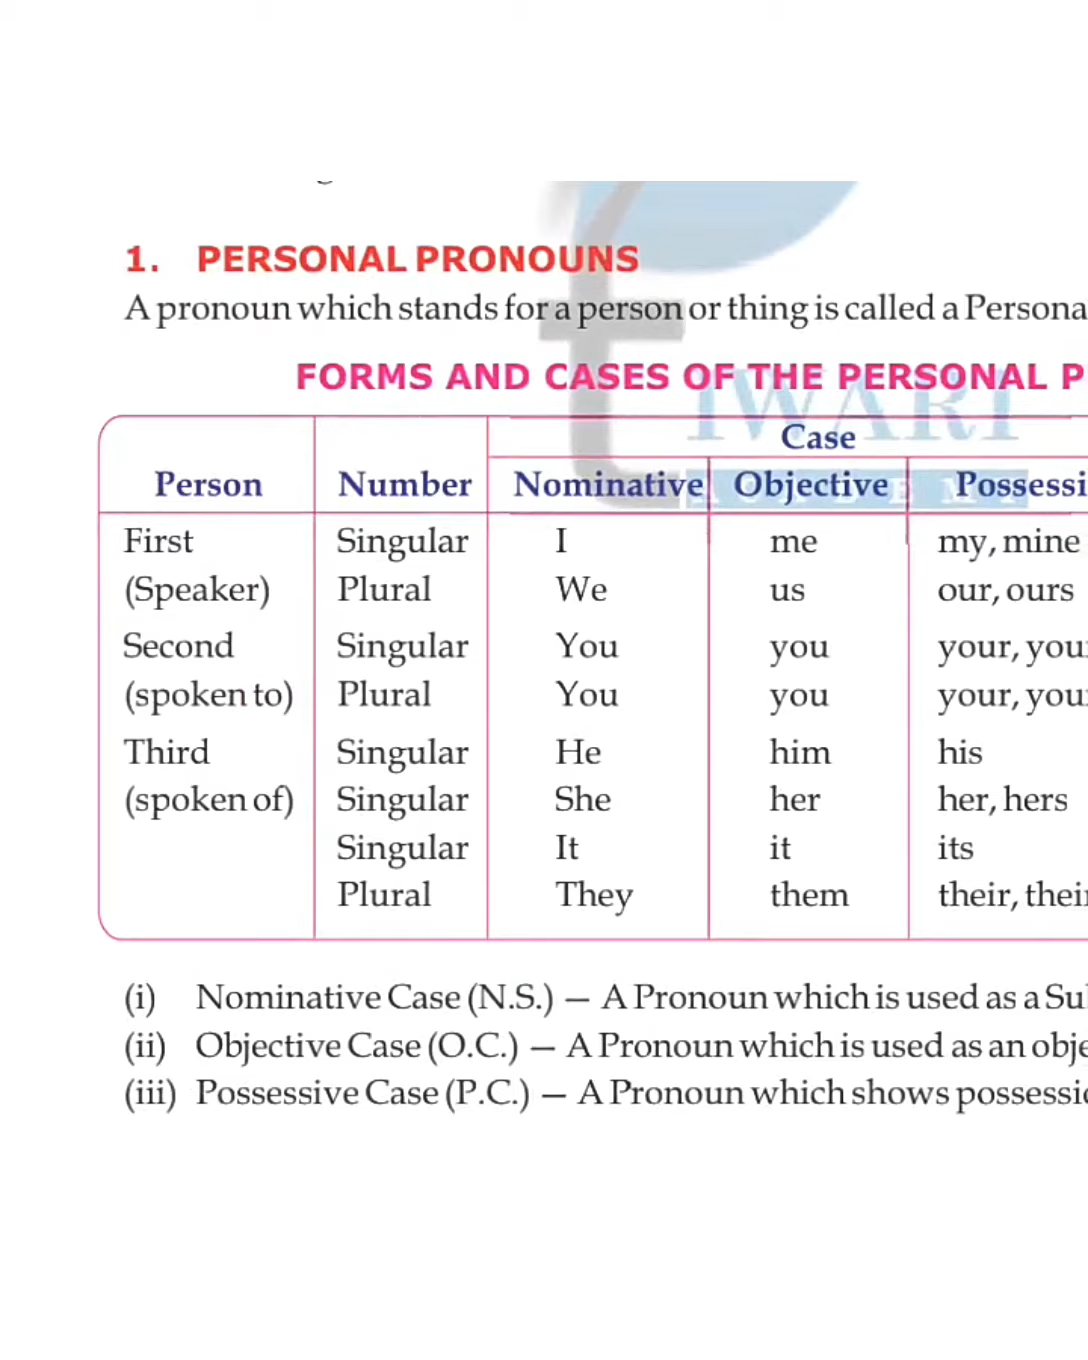 1. PERSONAL PRONOUNS
A pronoun which stands for a person or thing is called a Persona
FORMS AND CASES OF THE PERSONAL P
Case
Person Number Nominative Objective Possessi
First Singular I me my, mine
(Speaker) Plural We us our, ours
Second Singular You you your, you
(spoken to) Plural You you your, you
Third Singular He him his
(spoken of) Singular She her her, hers
Singular It it its
Plural They them their, their
(i) Nominative Case (N.S.) — A Pronoun which is used as a Su
(ii) Objective Case (O.C.) — A Pronoun which is used as an obje
(iii) Possessive Case (P.C.) — A Pronoun which shows possessi
IWARI
ACADEMY